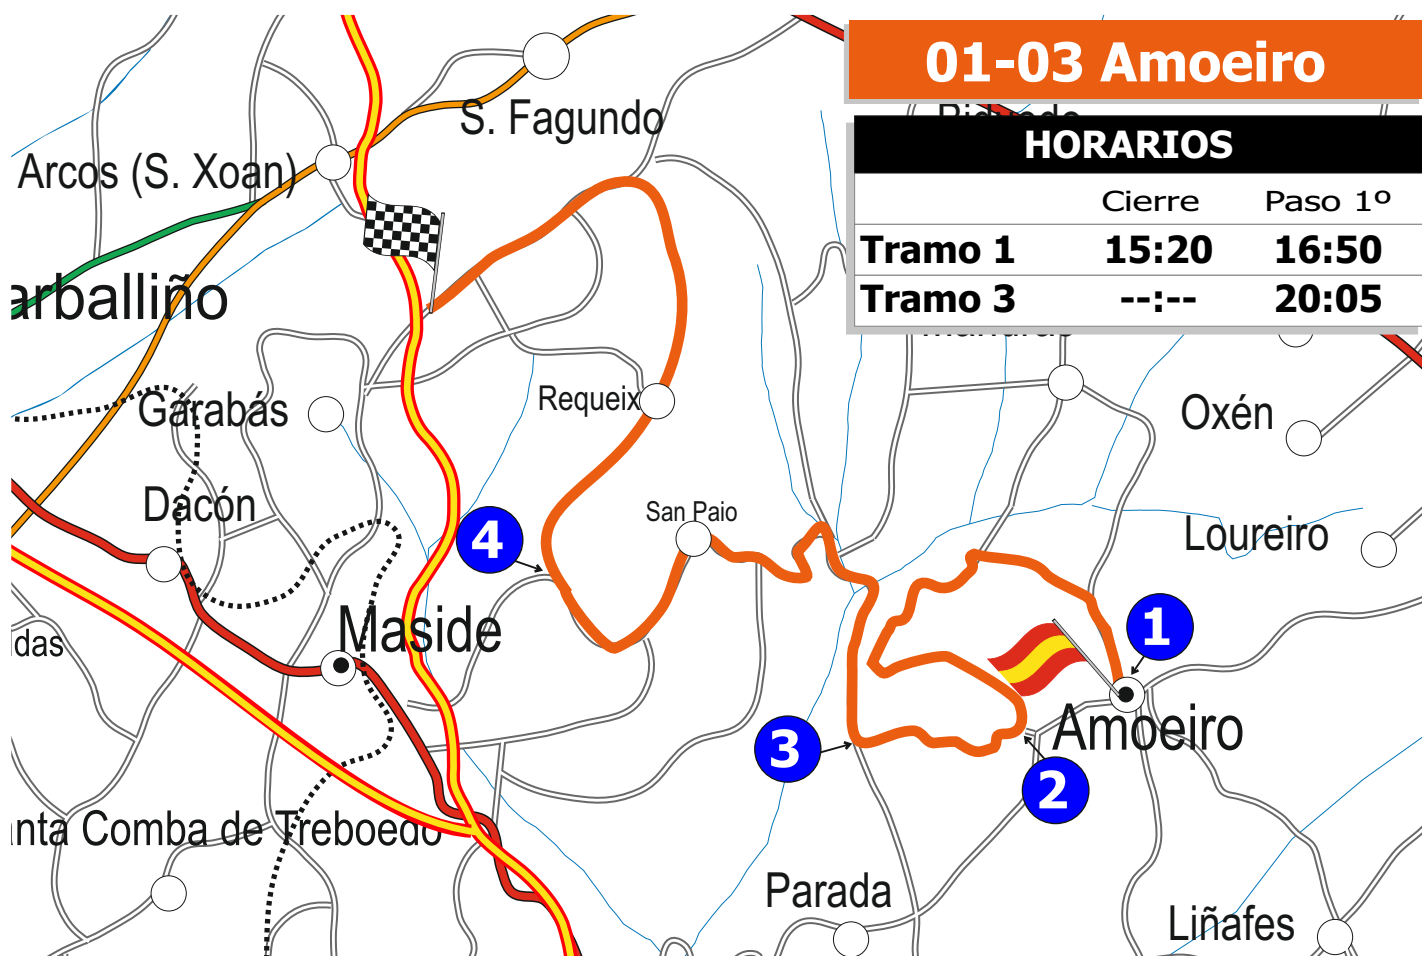 01-03 Amoeiro
HORARIOS
Cierre Paso 1º
Tramo 1 15:20 16:50
Tramo 3 --:-- 20:05
S. Fagundo
Arcos (S. Xoan)
arballiño
Requeix
Garabás
Oxén
Dacón
San Paio
Loureiro
4
Maside
das
1
Amoeiro
3
2
nta Comba de Treboedo
Parada
Liñafes